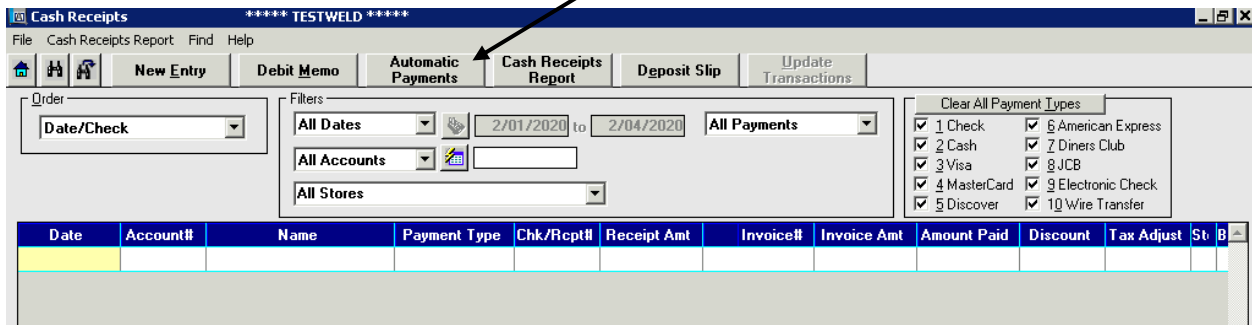 Cash Receipts ***** TESTWELD *****
File Cash Receipts Report Find Help
New Entry Debit Memo Automatic Payments Cash Receipts Report Deposit Slip Update Transactions
Order
Date/Check
Filters
All Dates 2/01/2020 to 2/04/2020 All Payments
All Accounts
All Stores
Clear All Payment Types
1 Check 6 American Express
2 Cash 7 Diners Club
3 Visa 8 JCB
4 MasterCard 9 Electronic Check
5 Discover 10 Wire Transfer
Date Account# Name Payment Type Chk/Rcpt# Receipt Amt Invoice# Invoice Amt Amount Paid Discount Tax Adjust St B